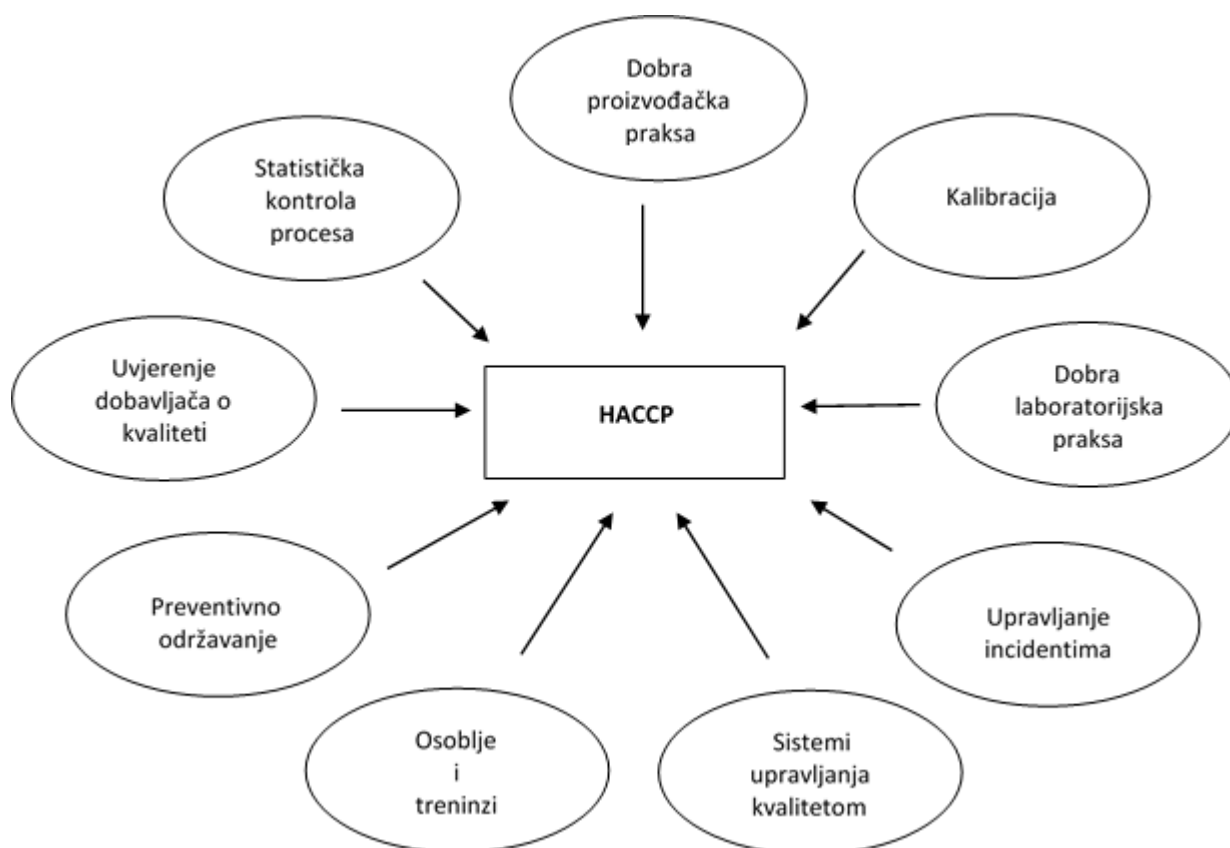 Dobra
proizvođačka
praksa
Statistička
kontrola
procesa
Kalibracija
Uvjerenje
dobavljača o
kvaliteti
HACCP
Dobra
laboratorijska
praksa
Preventivno
održavanje
Upravljanje
incidentima
Osoblje
i
treninzi
Sistemi
upravljanja
kvalitetom